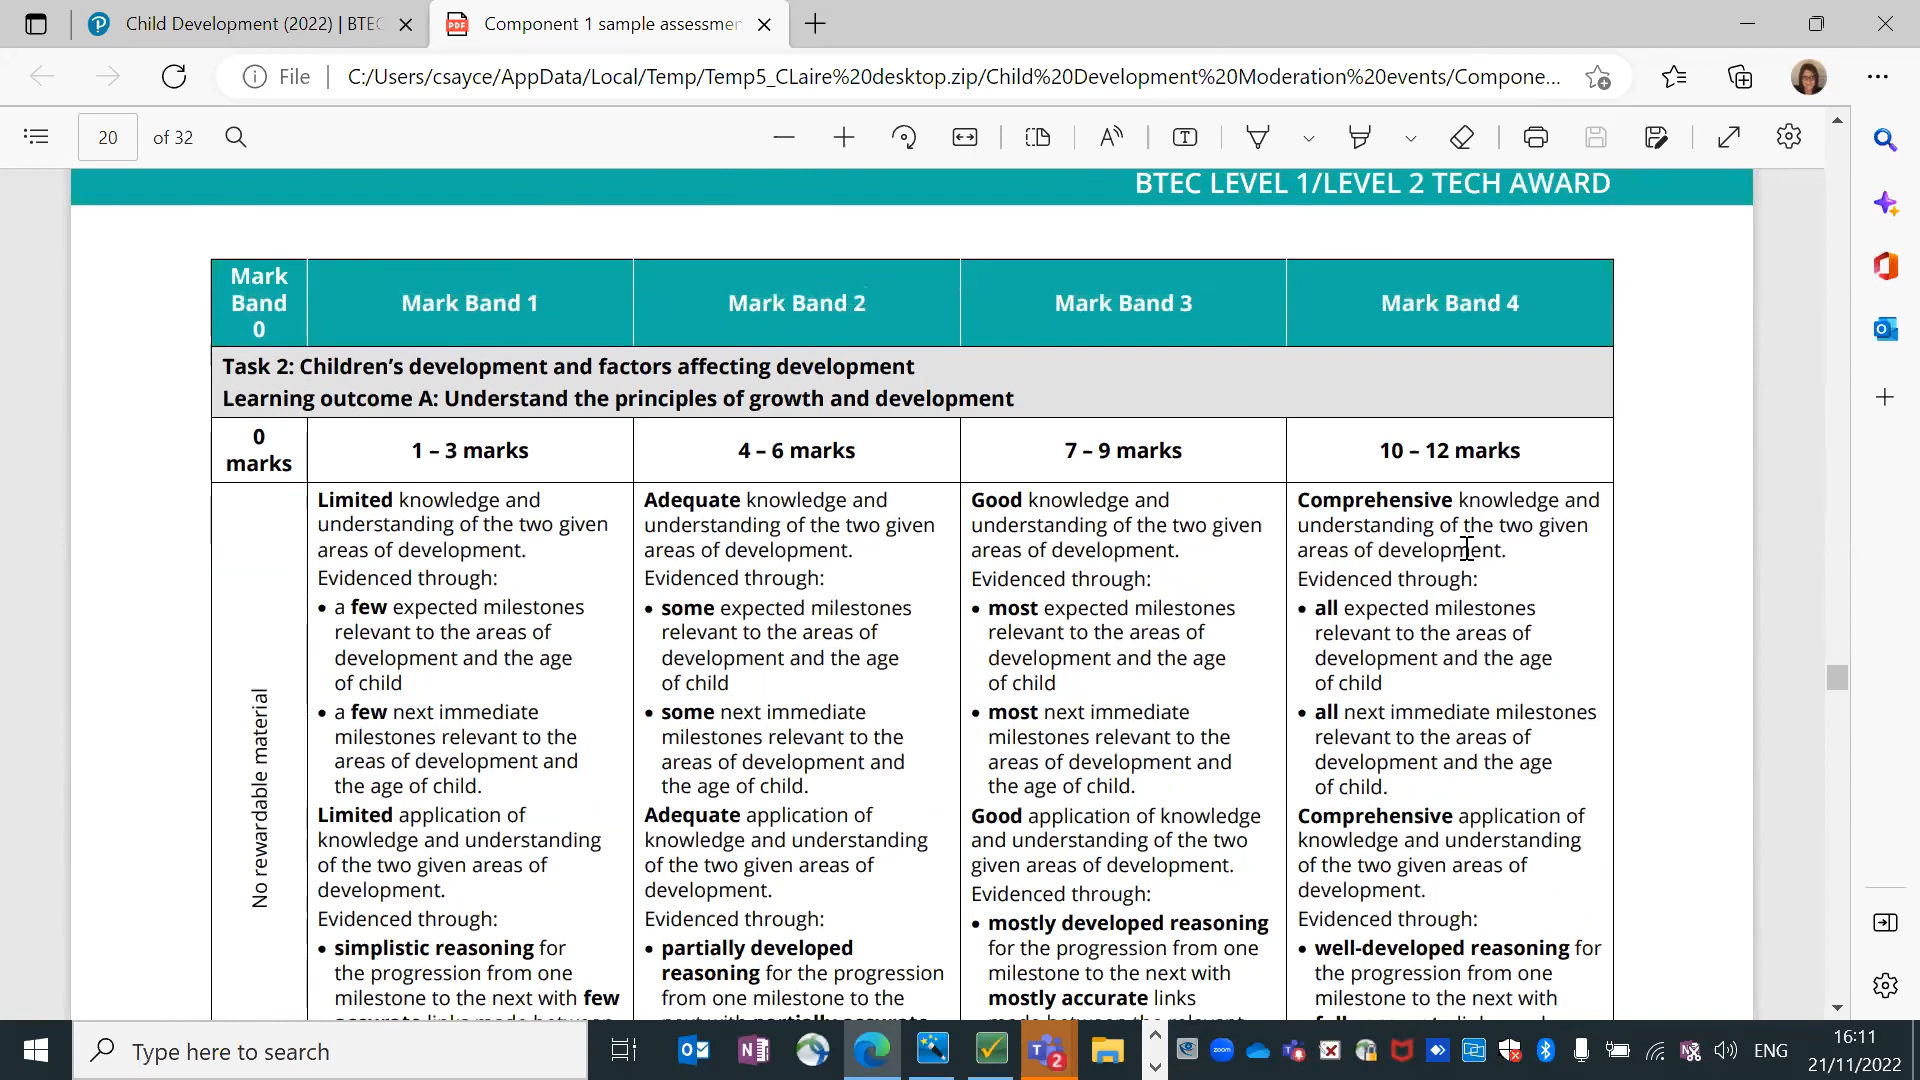 Child Development (2022) | BTEC
Component 1 sample assessmen
File
C:/Users/csayce/AppData/Local/Temp/Temp5_CLaire%20desktop.zip/Child%20Development%20Moderation%20events/Compone...
20 of 32
BTEC LEVEL 1/LEVEL 2 TECH AWARD
Mark Band 0
Mark Band 1
Mark Band 2
Mark Band 3
Mark Band 4
Task 2: Children's development and factors affecting development
Learning outcome A: Understand the principles of growth and development
0 marks
1 – 3 marks
4 – 6 marks
7 – 9 marks
10 – 12 marks
No rewardable material
Limited knowledge and
understanding of the two given
areas of development.
Evidenced through:
• a few expected milestones
relevant to the areas of
development and the age
of child
• a few next immediate
milestones relevant to the
areas of development and
the age of child.
Limited application of
knowledge and understanding
of the two given areas of
development.
Evidenced through:
• simplistic reasoning for
the progression from one
milestone to the next with few
Adequate knowledge and
understanding of the two given
areas of development.
Evidenced through:
• some expected milestones
relevant to the areas of
development and the age
of child
• some next immediate
milestones relevant to the
areas of development and
the age of child.
Adequate application of
knowledge and understanding
of the two given areas of
development.
Evidenced through:
• partially developed
reasoning for the progression
from one milestone to the
Good knowledge and
understanding of the two given
areas of development.
Evidenced through:
• most expected milestones
relevant to the areas of
development and the age
of child
• most next immediate
milestones relevant to the
areas of development and
the age of child.
Good application of knowledge
and understanding of the two
given areas of development.
Evidenced through:
• mostly developed reasoning
for the progression from one
milestone to the next with
mostly accurate links
Comprehensive knowledge and
understanding of the two given
areas of development.
Evidenced through:
• all expected milestones
relevant to the areas of
development and the age
of child
• all next immediate milestones
relevant to the areas of
development and the age
of child.
Comprehensive application of
knowledge and understanding
of the two given areas of
development.
Evidenced through:
• well-developed reasoning for
the progression from one
milestone to the next with
Type here to search
2
zoom
ENG
16:11
21/11/2022